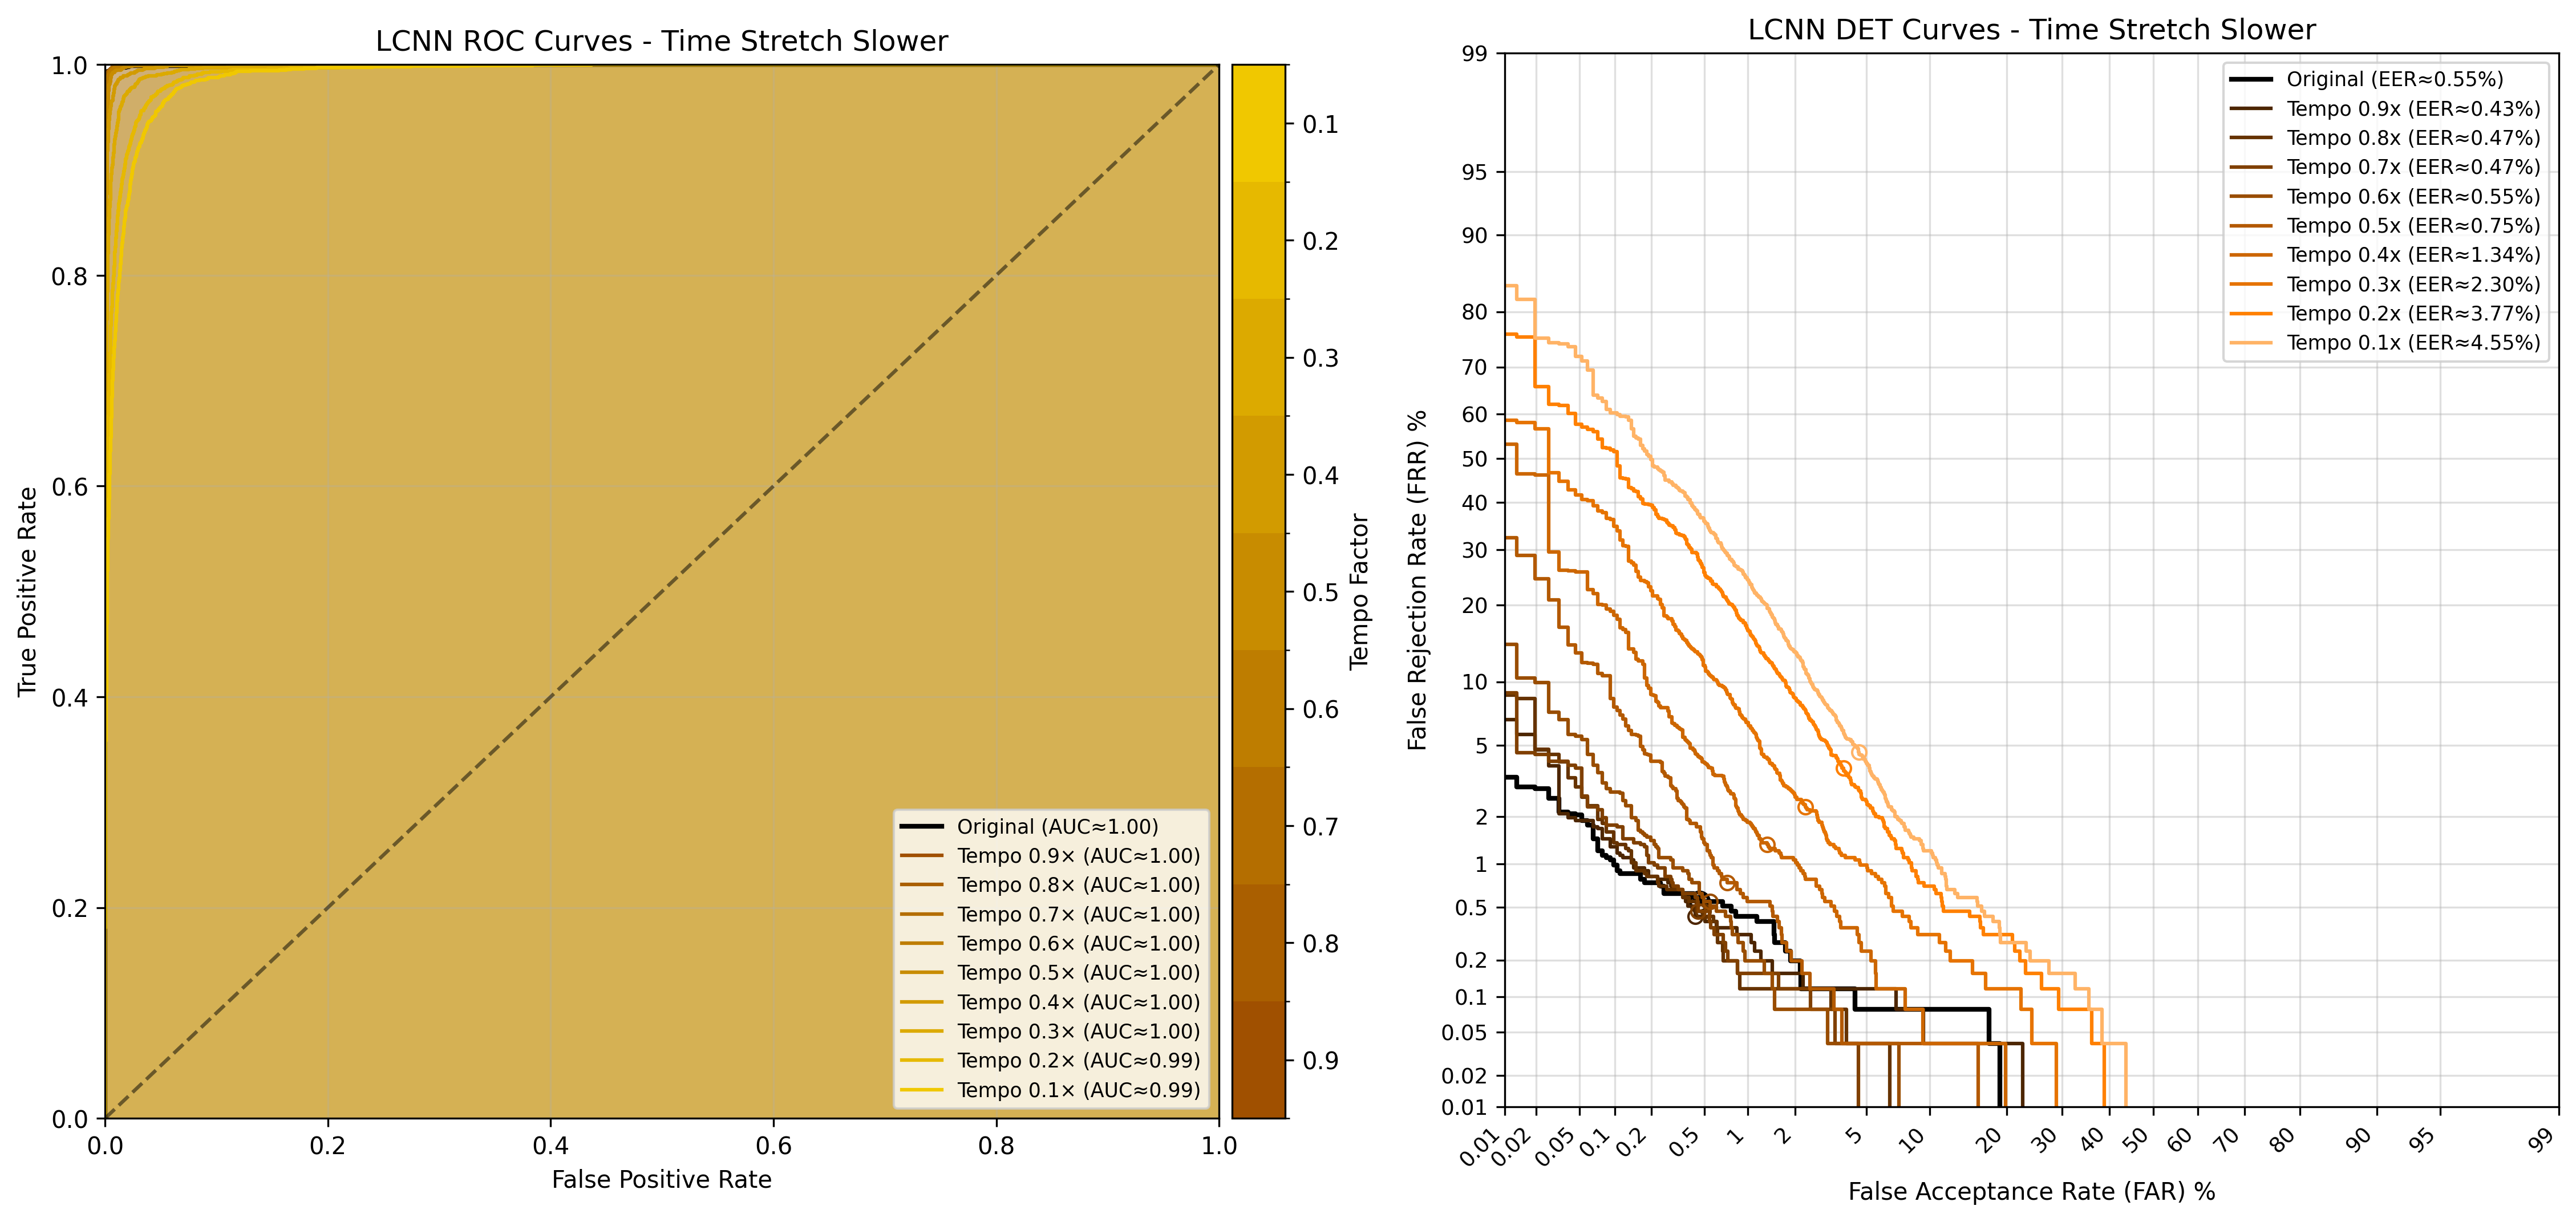 LCNN ROC Curves - Time Stretch Slower
True Positive Rate
1.0
0.8
0.6
0.4
0.2
0.0
0.0
0.2
0.4
0.6
0.8
1.0
False Positive Rate
Original (AUC≈1.00)
Tempo 0.9× (AUC≈1.00)
Tempo 0.8× (AUC≈1.00)
Tempo 0.7× (AUC≈1.00)
Tempo 0.6× (AUC≈1.00)
Tempo 0.5× (AUC≈1.00)
Tempo 0.4× (AUC≈1.00)
Tempo 0.3× (AUC≈1.00)
Tempo 0.2× (AUC≈0.99)
Tempo 0.1× (AUC≈0.99)
0.1
0.2
0.3
0.4
0.5
0.6
0.7
0.8
0.9
Tempo Factor
LCNN DET Curves - Time Stretch Slower
False Rejection Rate (FRR) %
99
95
90
80
70
60
50
40
30
20
10
5
2
1
0.5
0.2
0.1
0.05
0.02
0.01
0.01
0.02
0.05
0.1
0.2
0.5
1
2
5
10
20
30
40
50
60
70
80
90
95
99
False Acceptance Rate (FAR) %
Original (EER≈0.55%)
Tempo 0.9x (EER≈0.43%)
Tempo 0.8x (EER≈0.47%)
Tempo 0.7x (EER≈0.47%)
Tempo 0.6x (EER≈0.55%)
Tempo 0.5x (EER≈0.75%)
Tempo 0.4x (EER≈1.34%)
Tempo 0.3x (EER≈2.30%)
Tempo 0.2x (EER≈3.77%)
Tempo 0.1x (EER≈4.55%)